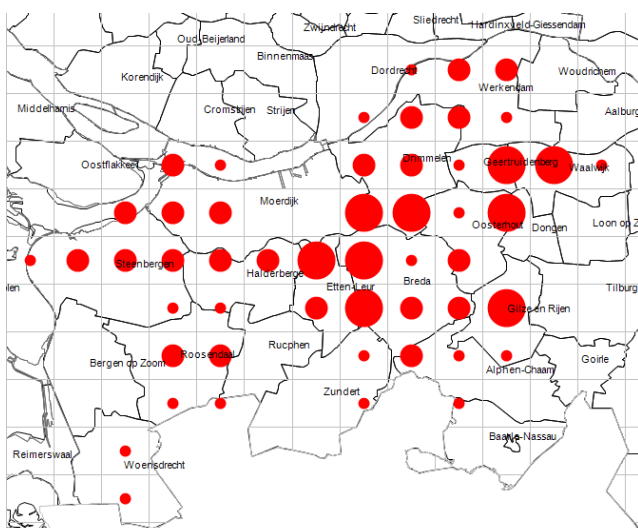 Sliedrecht
Hardinxveld-Giessendam
Zwijndrecht
Oud-Beijerland
Binnenmaas
Dordrecht
Woudrichem
Korendijk
Werkendam
Middelharnis
Cromstrijen
Strijen
Aalburg
Oostflakkee
Drimmelen
Geertruidenberg
Waalwijk
Moerdijk
Oosterhout
Dongen
Loon op Z
Steenbergen
Halderberge
Breda
Etten-Leur
Tilburg
olen
Gilze en Rijen
Rucphen
Roosendaal
Bergen op Zoom
Goirle
Alphen-Chaam
Zundert
Baarle-Nassau
Reimerswaal
Woensdrecht